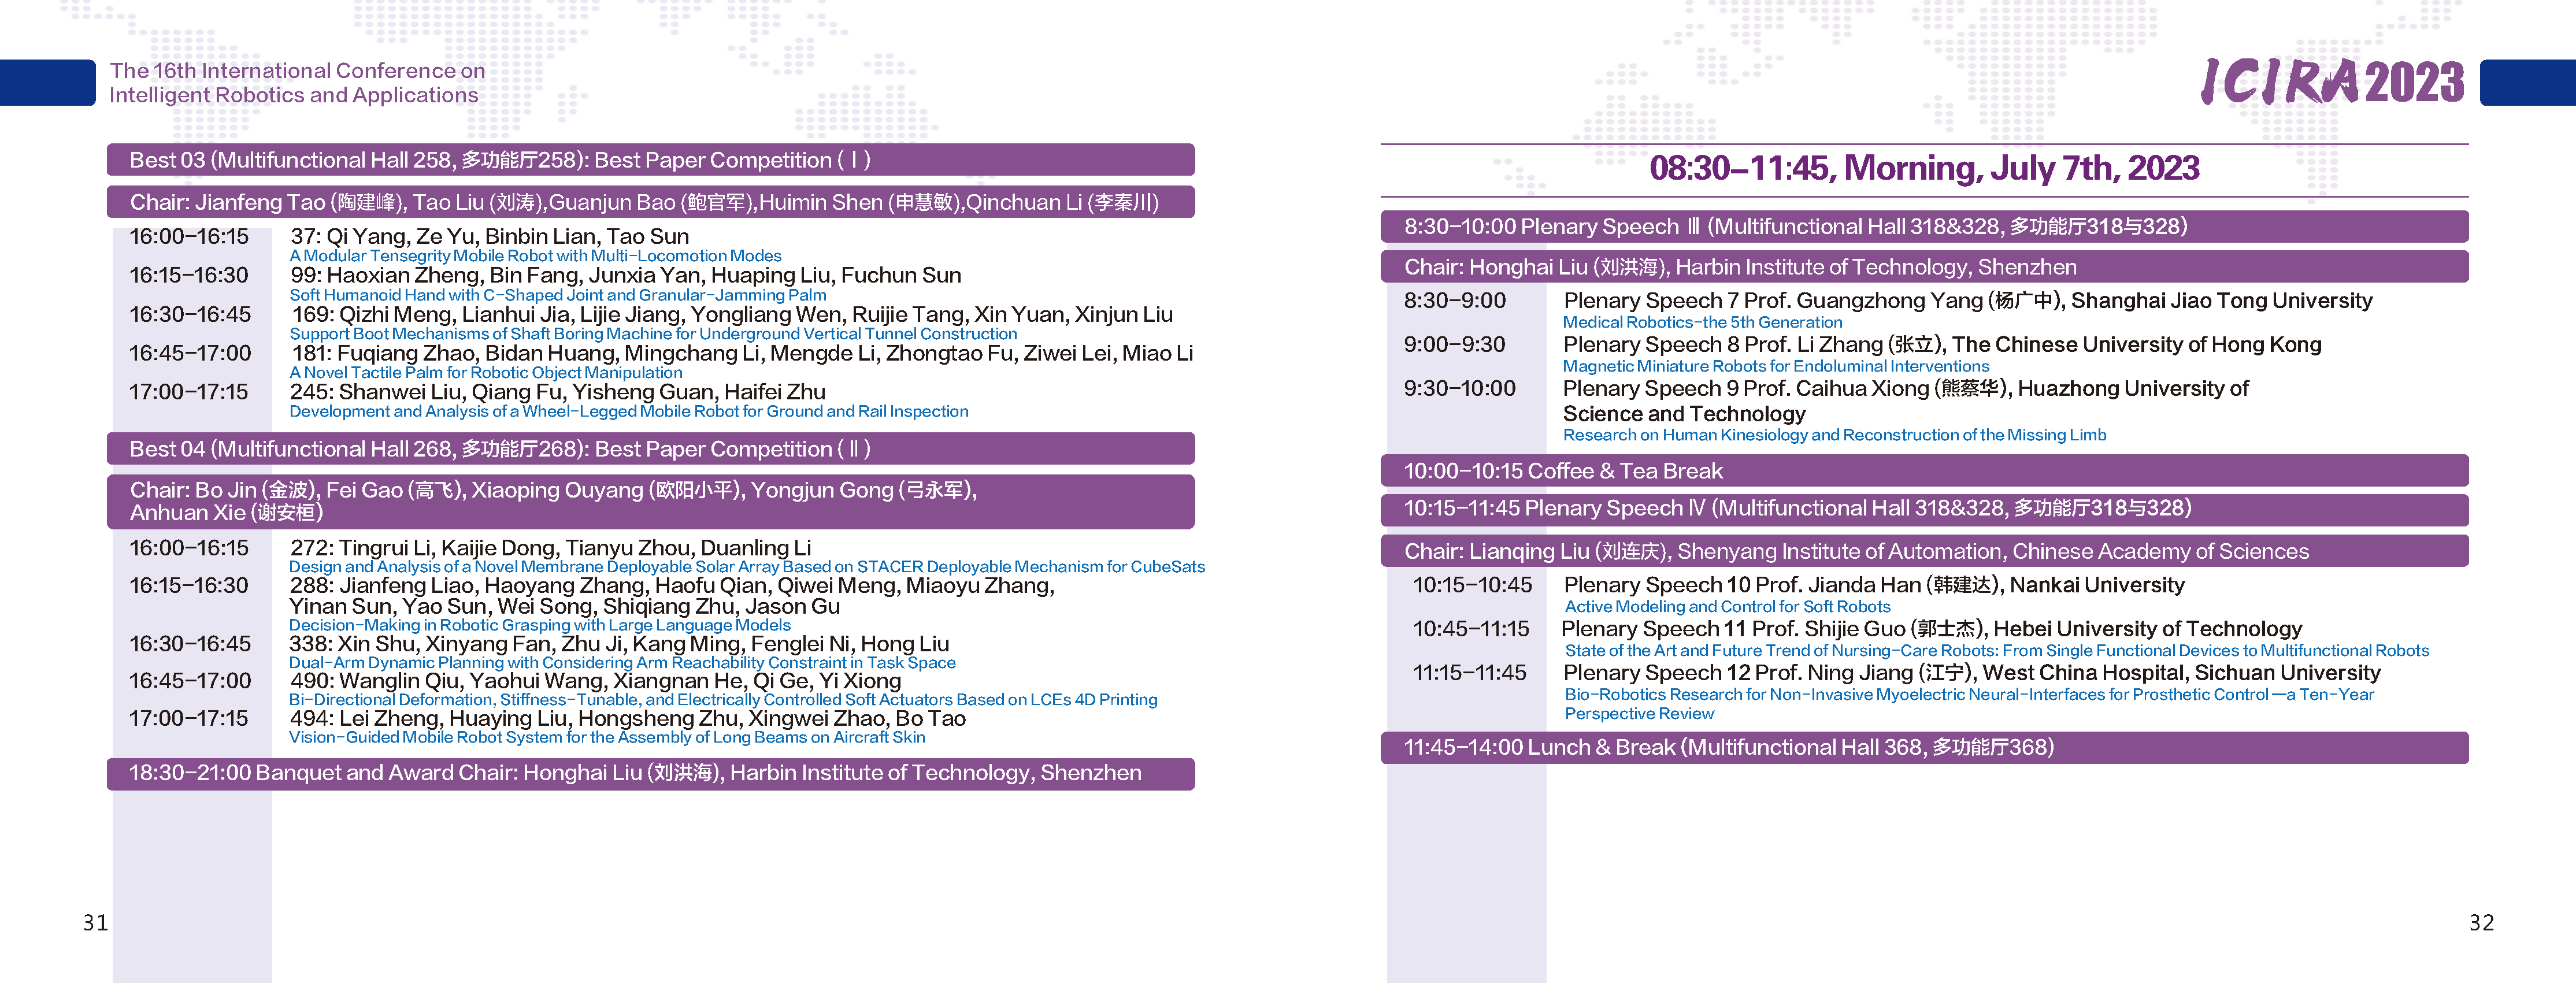 The 16th International Conference on
Intelligent Robotics and Applications
Best 03 (Multifunctional Hall 258, 多功能厅258): Best Paper Competition (Ⅰ)
Chair: Jianfeng Tao (陶建峰), Tao Liu (刘涛),Guanjun Bao (鲍官军),Huimin Shen (申慧敏),Qinchuan Li (李秦川)
16:00-16:15 37: Qi Yang, Ze Yu, Binbin Lian, Tao Sun
A Modular Tensegrity Mobile Robot with Multi-Locomotion Modes
16:15-16:30 99: Haoxian Zheng, Bin Fang, Junxia Yan, Huaping Liu, Fuchun Sun
Soft Humanoid Hand with C-Shaped Joint and Granular-Jamming Palm
16:30-16:45 169: Qizhi Meng, Lianhui Jia, Lijie Jiang, Yongliang Wen, Ruijie Tang, Xin Yuan, Xinjun Liu
Support Boot Mechanisms of Shaft Boring Machine for Underground Vertical Tunnel Construction
16:45-17:00 181: Fuqiang Zhao, Bidan Huang, Mingchang Li, Mengde Li, Zhongtao Fu, Ziwei Lei, Miao Li
A Novel Tactile Palm for Robotic Object Manipulation
17:00-17:15 245: Shanwei Liu, Qiang Fu, Yisheng Guan, Haifei Zhu
Development and Analysis of a Wheel-Legged Mobile Robot for Ground and Rail Inspection
Best 04 (Multifunctional Hall 268, 多功能厅268): Best Paper Competition (Ⅱ)
Chair: Bo Jin (金波), Fei Gao (高飞), Xiaoping Ouyang (欧阳小平), Yongjun Gong (弓永军),
Anhuan Xie (谢安桓)
16:00-16:15 272: Tingrui Li, Kaijie Dong, Tianyu Zhou, Duanling Li
Design and Analysis of a Novel Membrane Deployable Solar Array Based on STACER Deployable Mechanism for CubeSats
16:15-16:30 288: Jianfeng Liao, Haoyang Zhang, Haofu Qian, Qiwei Meng, Miaoyu Zhang,
Yinan Sun, Yao Sun, Wei Song, Shiqiang Zhu, Jason Gu
Decision-Making in Robotic Grasping with Large Language Models
16:30-16:45 338: Xin Shu, Xinyang Fan, Zhu Ji, Kang Ming, Fenglei Ni, Hong Liu
Dual-Arm Dynamic Planning with Considering Arm Reachability Constraint in Task Space
16:45-17:00 490: Wanglin Qiu, Yaohui Wang, Xiangnan He, Qi Ge, Yi Xiong
Bi-Directional Deformation, Stiffness-Tunable, and Electrically Controlled Soft Actuators Based on LCEs 4D Printing
17:00-17:15 494: Lei Zheng, Huaying Liu, Hongsheng Zhu, Xingwei Zhao, Bo Tao
Vision-Guided Mobile Robot System for the Assembly of Long Beams on Aircraft Skin
18:30-21:00 Banquet and Award Chair: Honghai Liu (刘洪海), Harbin Institute of Technology, Shenzhen
31
ICIRA2023
08:30-11:45, Morning, July 7th, 2023
8:30-10:00 Plenary Speech Ⅲ (Multifunctional Hall 318&328, 多功能厅318与328)
Chair: Honghai Liu (刘洪海), Harbin Institute of Technology, Shenzhen
8:30-9:00 Plenary Speech 7 Prof. Guangzhong Yang (杨广中), Shanghai Jiao Tong University
Medical Robotics-the 5th Generation
9:00-9:30 Plenary Speech 8 Prof. Li Zhang (张立), The Chinese University of Hong Kong
Magnetic Miniature Robots for Endoluminal Interventions
9:30-10:00 Plenary Speech 9 Prof. Caihua Xiong (熊蔡华), Huazhong University of
Science and Technology
Research on Human Kinesiology and Reconstruction of the Missing Limb
10:00-10:15 Coffee & Tea Break
10:15-11:45 Plenary Speech Ⅳ (Multifunctional Hall 318&328, 多功能厅318与328)
Chair: Lianqing Liu (刘连庆), Shenyang Institute of Automation, Chinese Academy of Sciences
10:15-10:45 Plenary Speech 10 Prof. Jianda Han (韩建达), Nankai University
Active Modeling and Control for Soft Robots
10:45-11:15 Plenary Speech 11 Prof. Shijie Guo (郭士杰), Hebei University of Technology
State of the Art and Future Trend of Nursing-Care Robots: From Single Functional Devices to Multifunctional Robots
11:15-11:45 Plenary Speech 12 Prof. Ning Jiang (江宁), West China Hospital, Sichuan University
Bio-Robotics Research for Non-Invasive Myoelectric Neural-Interfaces for Prosthetic Control —a Ten-Year
Perspective Review
11:45-14:00 Lunch & Break (Multifunctional Hall 368, 多功能厅368)
32